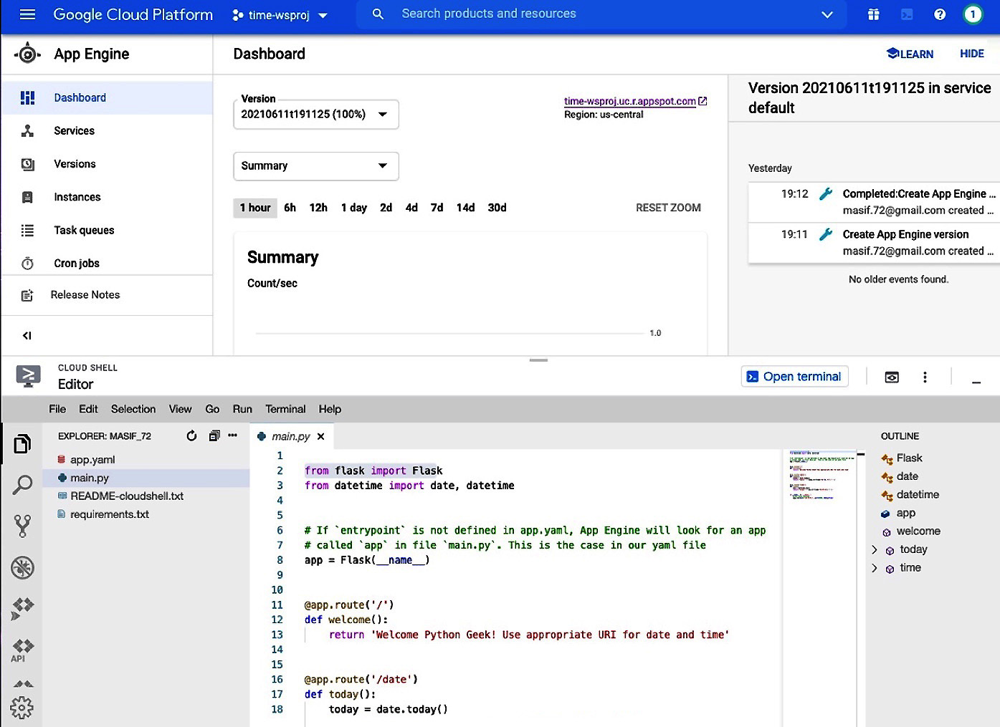 Google Cloud Platform
time-wsproj
Search products and resources
1
App Engine
Dashboard
LEARN
HIDE
Dashboard
Services
Versions
Instances
Task queues
Cron jobs
Release Notes
Version
20210611t191125 (100%)
time-wsproj.uc.r.appspot.com
Region: us-central
Summary
1 hour 6h 12h 1 day 2d 4d 7d 14d 30d
RESET ZOOM
Summary
Count/sec
1.0
Version 20210611t191125 in service
default
Yesterday
19:12 Completed:Create App Engine ...
masif.72@gmail.com created ...
19:11 Create App Engine version
masif.72@gmail.com created ...
No older events found.
CLOUD SHELL
Editor
Open terminal
File Edit Selection View Go Run Terminal Help
EXPLORER: MASIF_72
app.yaml
main.py
README-cloudshell.txt
requirements.txt
API
main.py
1
2 from flask import Flask
3 from datetime import date, datetime
4
5
6 # If `entrypoint` is not defined in app.yaml, App Engine will look for an app
7 # called `app` in file `main.py`. This is the case in our yaml file
8 app = Flask(__name__)
9
10
11 @app.route('/')
12 def welcome():
13 return 'Welcome Python Geek! Use appropriate URI for date and time'
14
15
16 @app.route('/date')
17 def today():
18 today = date.today()
OUTLINE
Flask
date
datetime
app
welcome
today
time